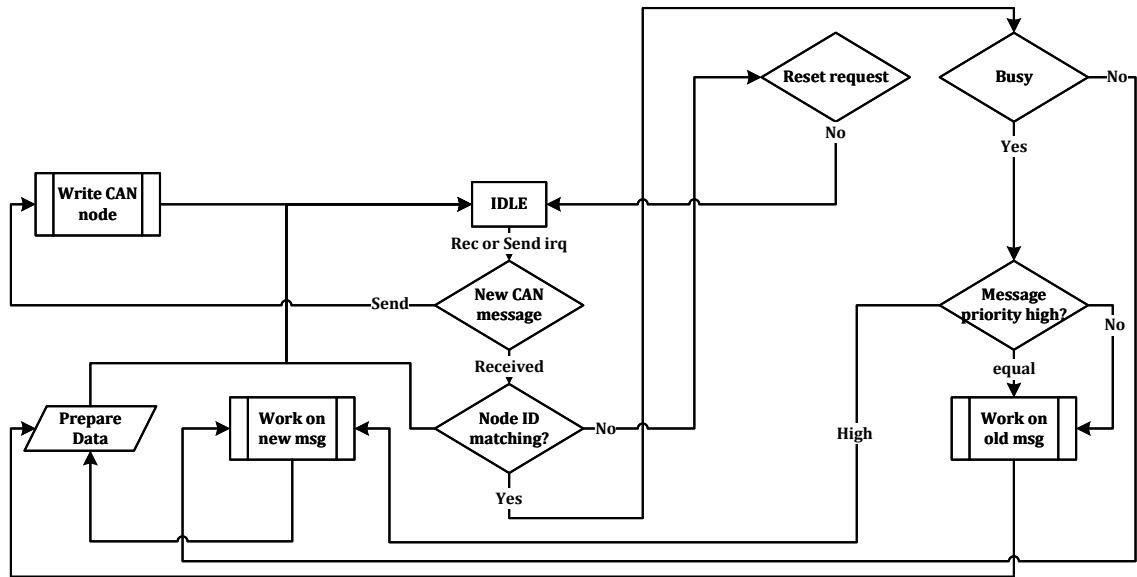 Reset request
Busy
No
No
Yes
Write CAN
node
IDLE
Rec or Send irq
Send
New CAN
message
Message
priority high?
No
Received
equal
Prepare
Data
Work on
new msg
Node ID
matching?
No
High
Work on
old msg
Yes